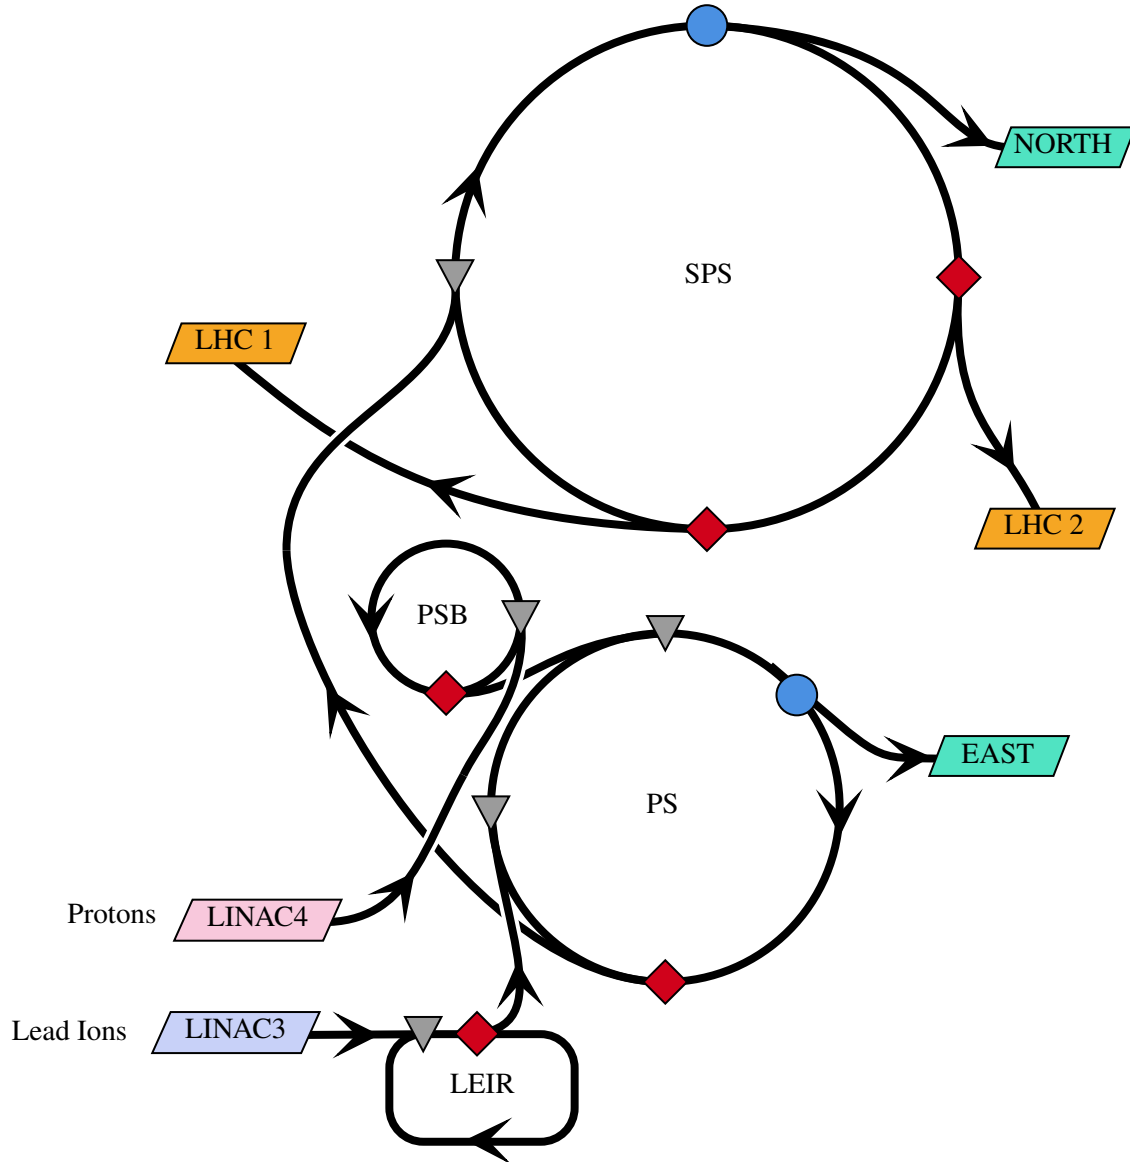 NORTH
SPS
LHC 1
LHC 2
PSB
EAST
PS
Protons LINAC4
Lead Ions LINAC3
LEIR